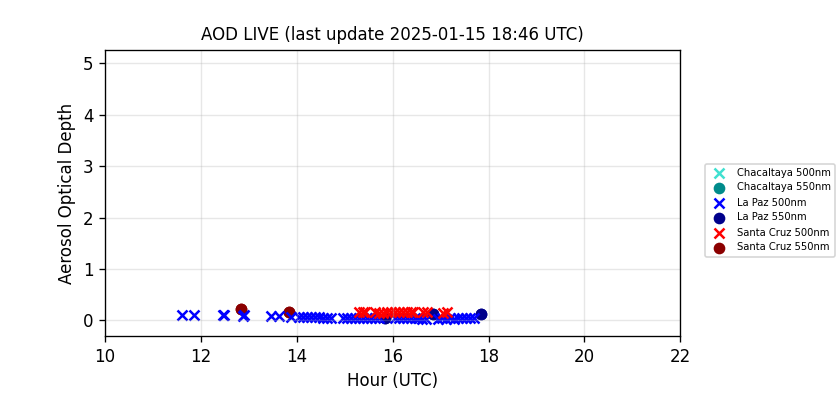 AOD LIVE (last update 2025-01-15 18:46 UTC)
5
4
3
2
1
0
Aerosol Optical Depth
10 12 14 16 18 20 22
Hour (UTC)
Chacaltaya 500nm
Chacaltaya 550nm
La Paz 500nm
La Paz 550nm
Santa Cruz 500nm
Santa Cruz 550nm